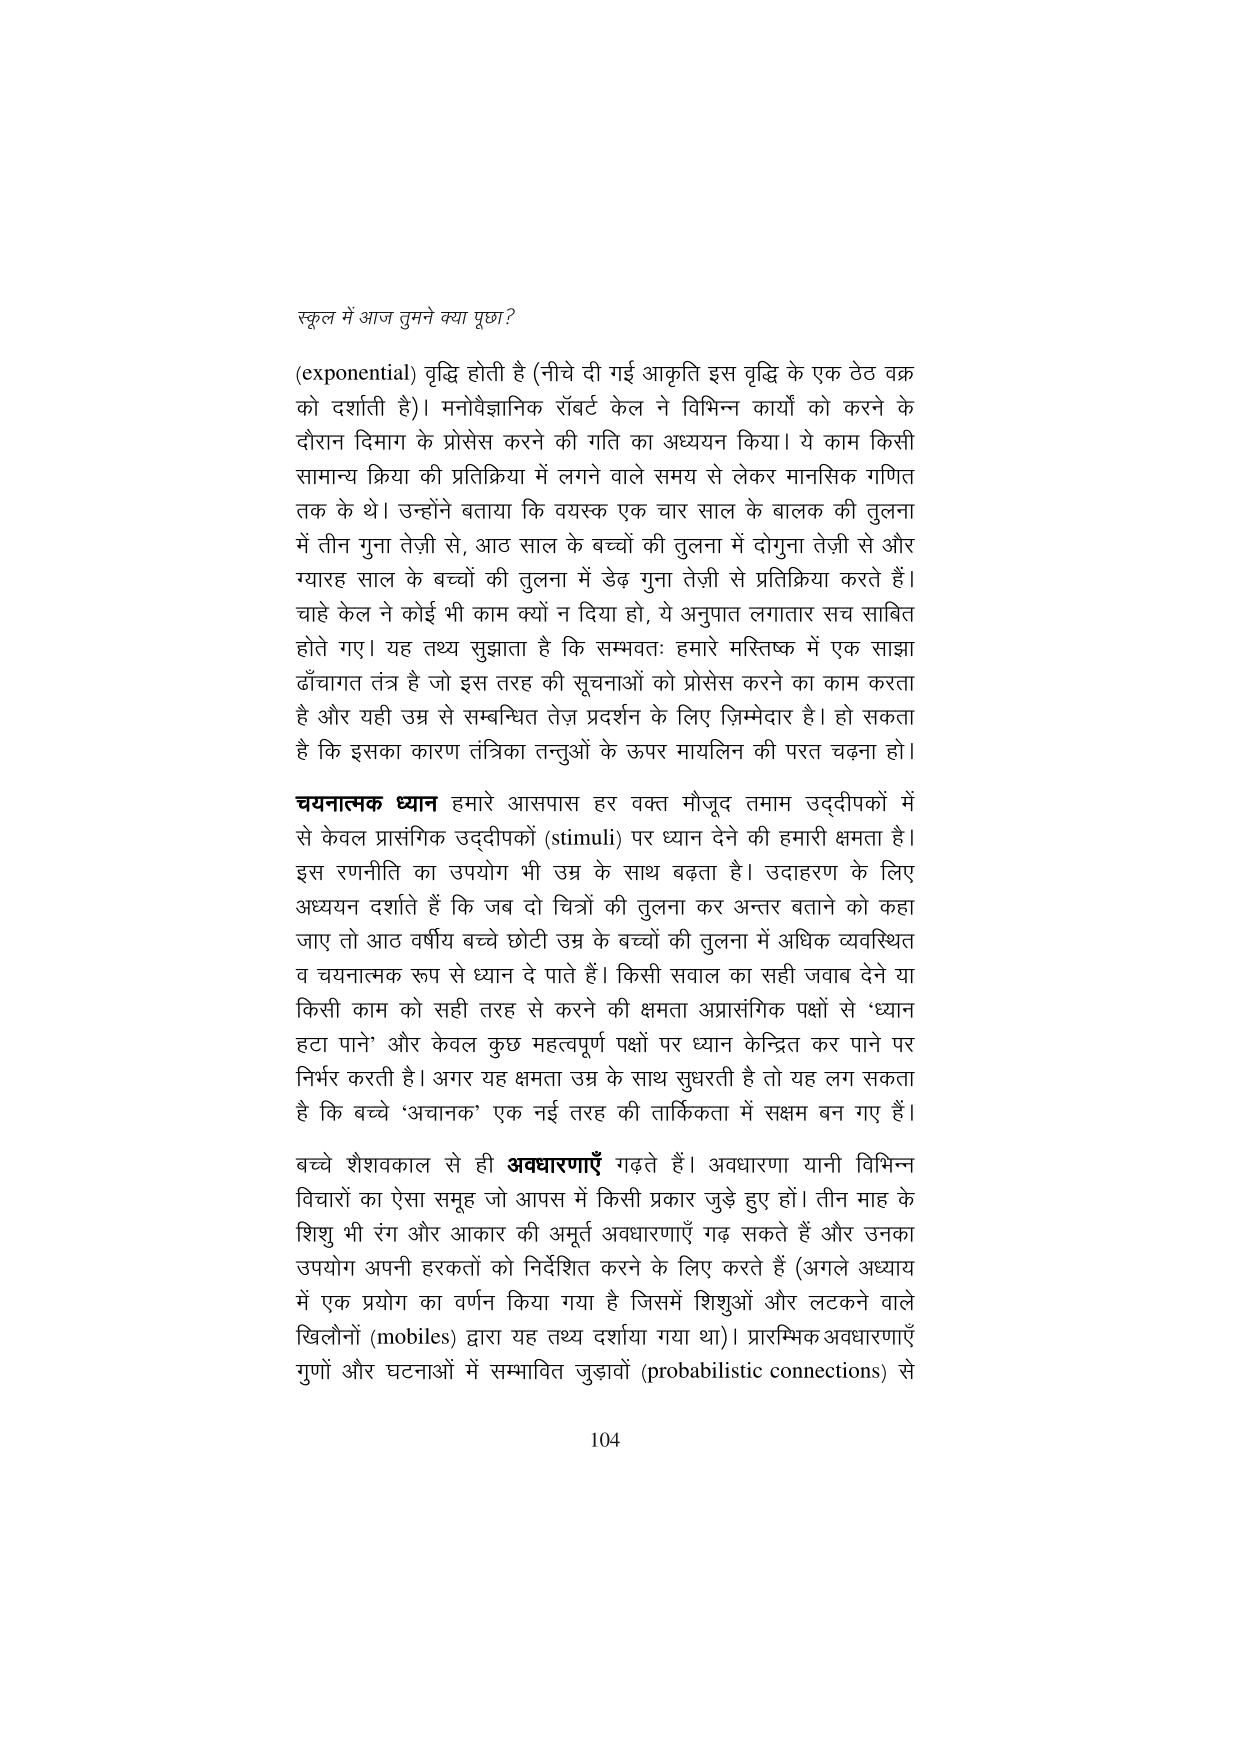 स्कूल में आज तुमने क्या पूछा?
(exponential) वृद्धि होती है (नीचे दी गई आकृति इस वृद्धि के एक ठेठ वक्र
को दर्शाती है)। मनोवैज्ञानिक रॉबर्ट केल ने विभिन्न कार्यों को करने के
दौरान दिमाग के प्रोसेस करने की गति का अध्ययन किया। ये काम किसी
सामान्य क्रिया की प्रतिक्रिया में लगने वाले समय से लेकर मानसिक गणित
तक के थे। उन्होंने बताया कि वयस्क एक चार साल के बालक की तुलना
में तीन गुना तेज़ी से, आठ साल के बच्चों की तुलना में दोगुना तेज़ी से और
ग्यारह साल के बच्चों की तुलना में डेढ़ गुना तेज़ी से प्रतिक्रिया करते हैं।
चाहे केल ने कोई भी काम क्यों न दिया हो, ये अनुपात लगातार सच साबित
होते गए। यह तथ्य सुझाता है कि सम्भवतः हमारे मस्तिष्क में एक साझा
ढाँचागत तंत्र है जो इस तरह की सूचनाओं को प्रोसेस करने का काम करता
है और यही उम्र से सम्बन्धित तेज़ प्रदर्शन के लिए ज़िम्मेदार है। हो सकता
है कि इसका कारण तंत्रिका तन्तुओं के ऊपर मायलिन की परत चढ़ना हो।
चयनात्मक ध्यान हमारे आसपास हर वक्त मौजूद तमाम उद्दीपकों में
से केवल प्रासंगिक उद्दीपकों (stimuli) पर ध्यान देने की हमारी क्षमता है।
इस रणनीति का उपयोग भी उम्र के साथ बढ़ता है। उदाहरण के लिए
अध्ययन दर्शाते हैं कि जब दो चित्रों की तुलना कर अन्तर बताने को कहा
जाए तो आठ वर्षीय बच्चे छोटी उम्र के बच्चों की तुलना में अधिक व्यवस्थित
व चयनात्मक रूप से ध्यान दे पाते हैं। किसी सवाल का सही जवाब देने या
किसी काम को सही तरह से करने की क्षमता अप्रासंगिक पक्षों से ‘ध्यान
हटा पाने’ और केवल कुछ महत्वपूर्ण पक्षों पर ध्यान केन्द्रित कर पाने पर
निर्भर करती है। अगर यह क्षमता उम्र के साथ सुधरती है तो यह लग सकता
है कि बच्चे ‘अचानक’ एक नई तरह की तार्किकता में सक्षम बन गए हैं।
बच्चे शैशवकाल से ही अवधारणाएँ गढ़ते हैं। अवधारणा यानी विभिन्न
विचारों का ऐसा समूह जो आपस में किसी प्रकार जुड़े हुए हों। तीन माह के
शिशु भी रंग और आकार की अमूर्त अवधारणाएँ गढ़ सकते हैं और उनका
उपयोग अपनी हरकतों को निर्देशित करने के लिए करते हैं (अगले अध्याय
में एक प्रयोग का वर्णन किया गया है जिसमें शिशुओं और लटकने वाले
खिलौनों (mobiles) द्वारा यह तथ्य दर्शाया गया था)। प्रारम्भिक अवधारणाएँ
गुणों और घटनाओं में सम्भावित जुड़ावों (probabilistic connections) से
104